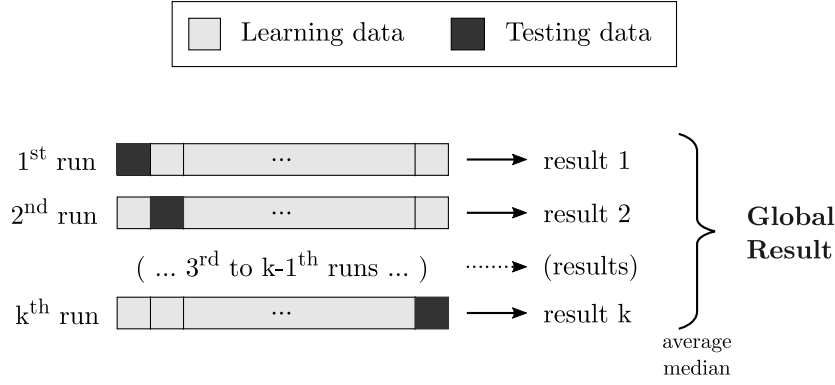 Learning data Testing data
1st run ... result 1
2nd run ... result 2
( ... 3rd to k-1th runs ... ) (results)
kth run ... result k
Global
Result
average
median